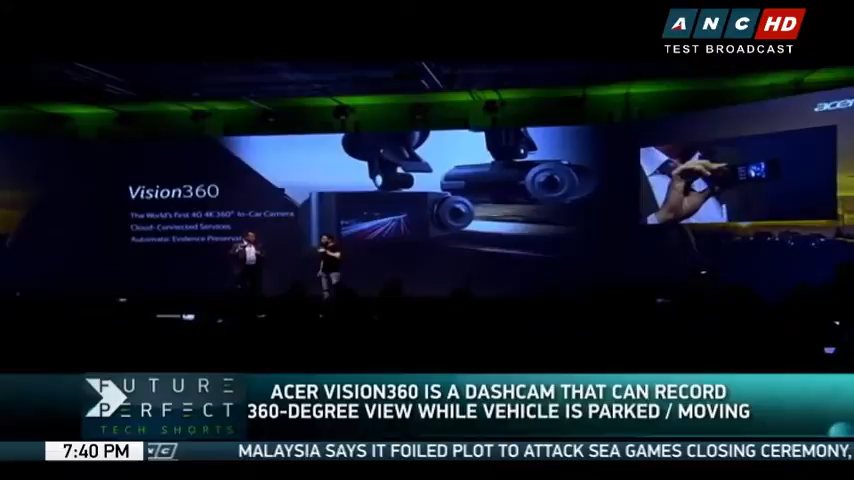 ANC HD
TEST BROADCAST
acer
Vision360
The World's First 4G 4K 360° In-Car Camera
Cloud-Connected Services
Automatic Evidence
FUTURE
PERFECT
TECH SHORTS
ACER VISION360 IS A DASHCAM THAT CAN RECORD
360-DEGREE VIEW WHILE VEHICLE IS PARKED / MOVING
7:40 PM
MALAYSIA SAYS IT FOILED PLOT TO ATTACK SEA GAMES CLOSING CEREMONY,